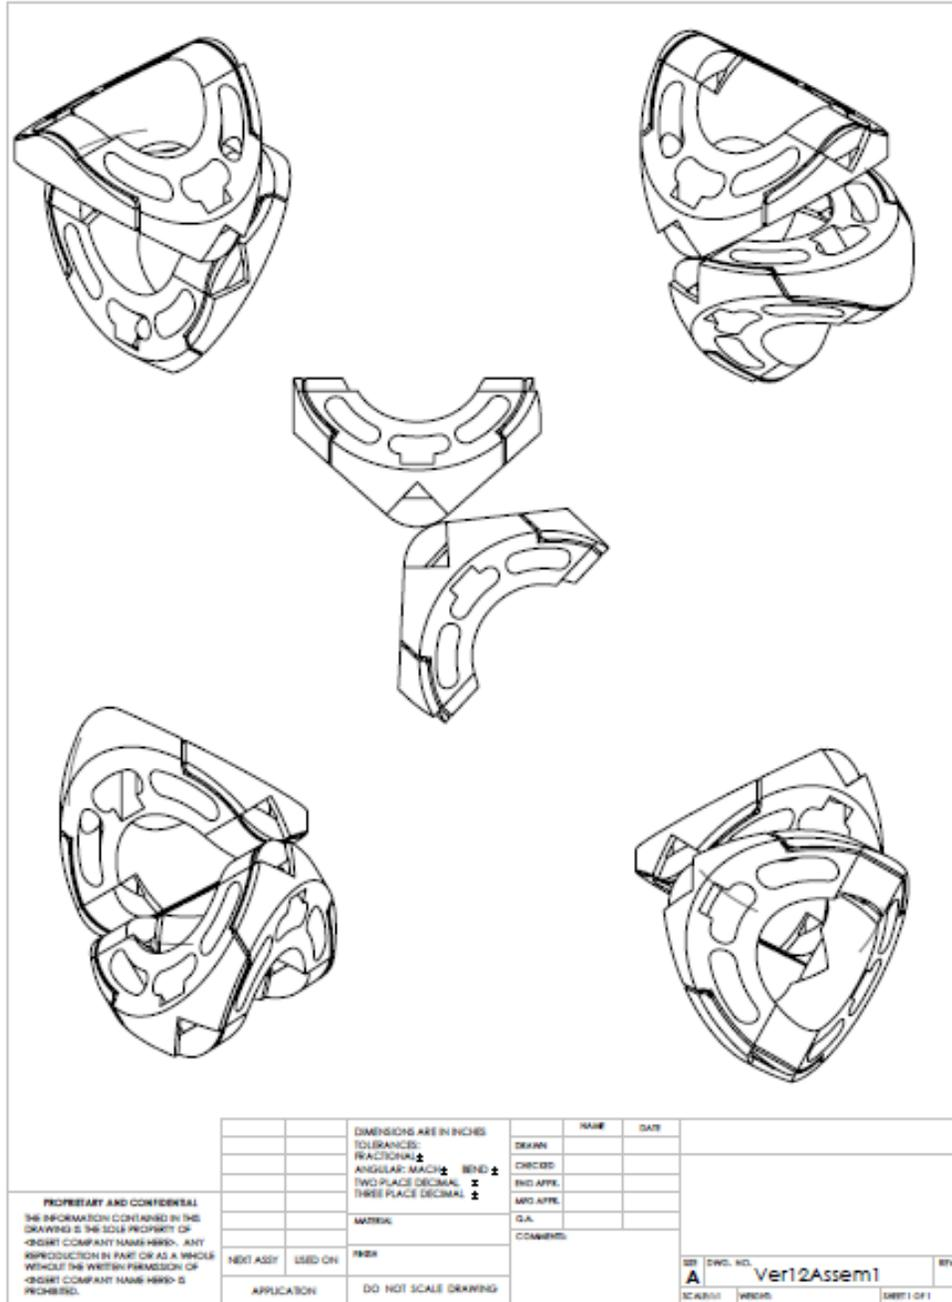 DIMENSIONS ARE IN INCHES
TOLERANCES:
FRACTIONAL±
ANGULAR: MACH± BEND ±
TWO PLACE DECIMAL ±
THREE PLACE DECIMAL ±
NAME DATE
DRAWN
CHECKED
ENG APPR.
MFG APPR.
Q.A.
COMMENTS:
MATERIAL
FINISH
NEXT ASSY USED ON
APPLICATION
DO NOT SCALE DRAWING
PROPRIETARY AND CONFIDENTIAL
THE INFORMATION CONTAINED IN THIS
DRAWING IS THE SOLE PROPERTY OF
<INSERT COMPANY NAME HERE>. ANY
REPRODUCTION IN PART OR AS A WHOLE
WITHOUT THE WRITTEN PERMISSION OF
<INSERT COMPANY NAME HERE> IS
PROHIBITED.
SIZE DWG. NO. REV
A Ver12Assem1
SCALE:1:1 WEIGHT: SHEET 1 OF 1